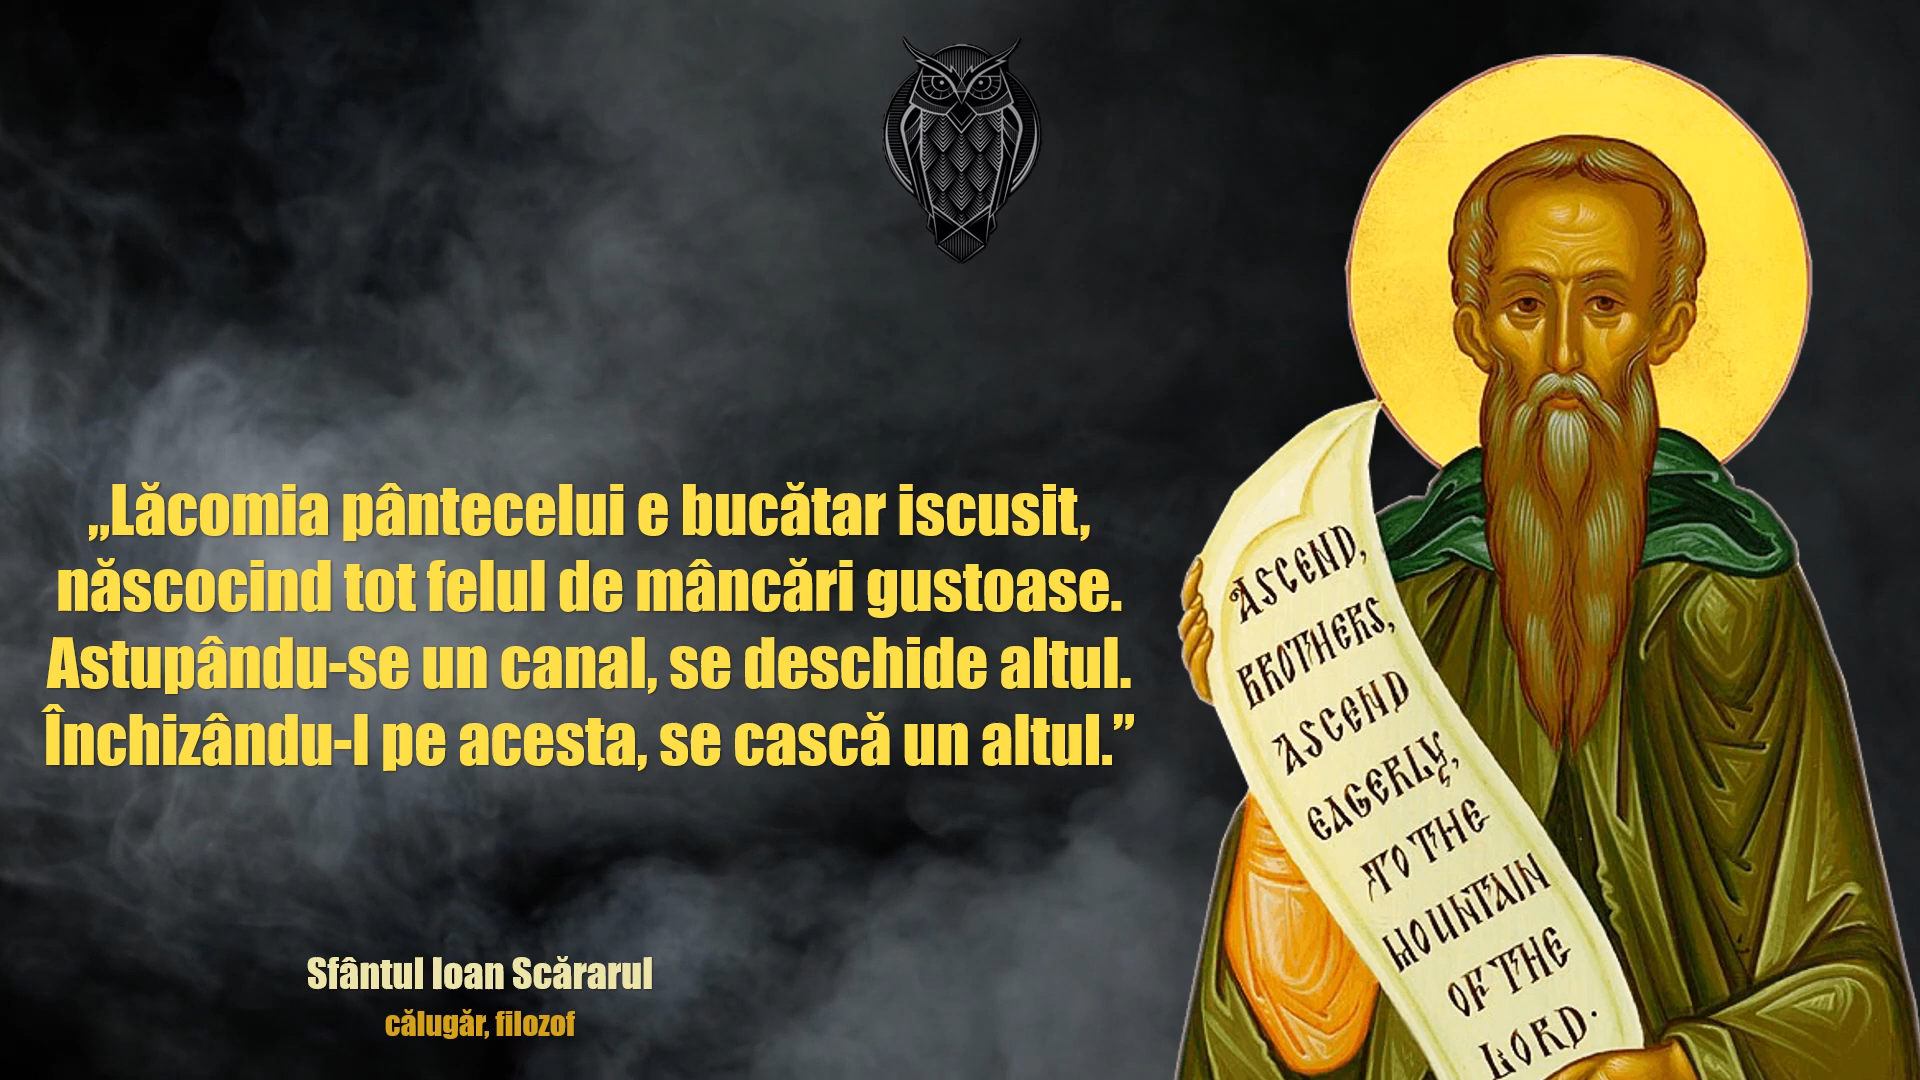 „Lăcomia pântecelui e bucătar iscusit,
născocind tot felul de mâncări gustoase.
Astupându-se un canal, se deschide altul.
Închizându-l pe acesta, se cască un altul.”
Sfântul Ioan Scărarul
călugăr, filozof
ASCEND,
BROTHERS,
ASCEND
EAGERLY,
TO THE
MOUNTAIN
OF THE
LORD.